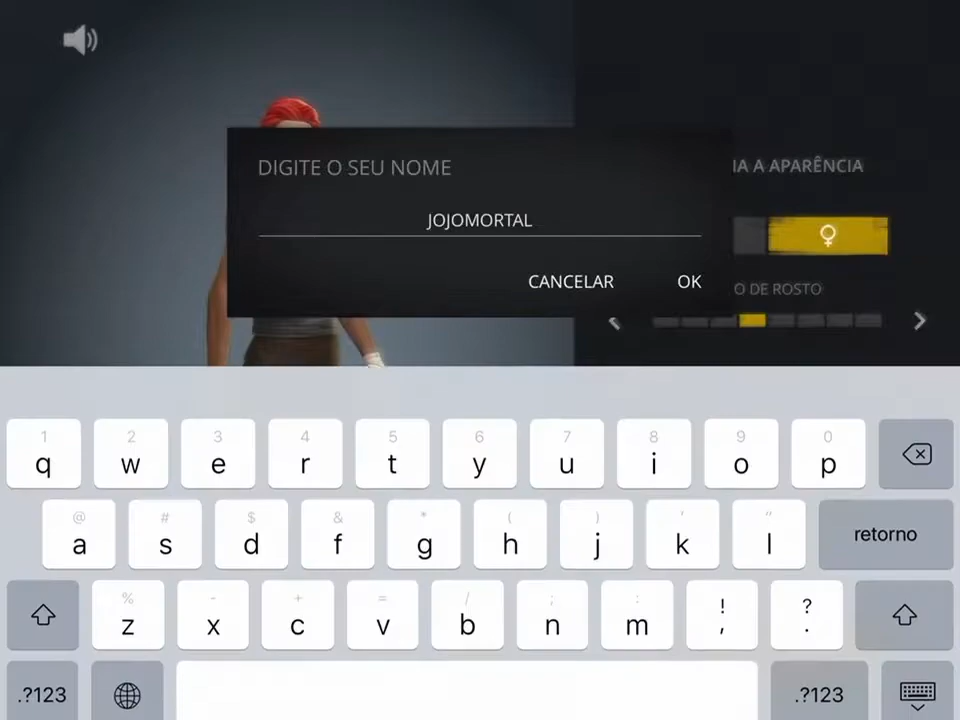 DIGITE O SEU NOME
IA A APARÊNCIA
JOJOMORTAL
CANCELAR OK
O DE ROSTO
1 2 3 4 5 6 7 8 9 0
q w e r t y u i o p
@ # $ & * ( ) ' "
a s d f g h j k l retorno
% - + = / ; : ! ?
z x c v b n m , .
.?123 .?123